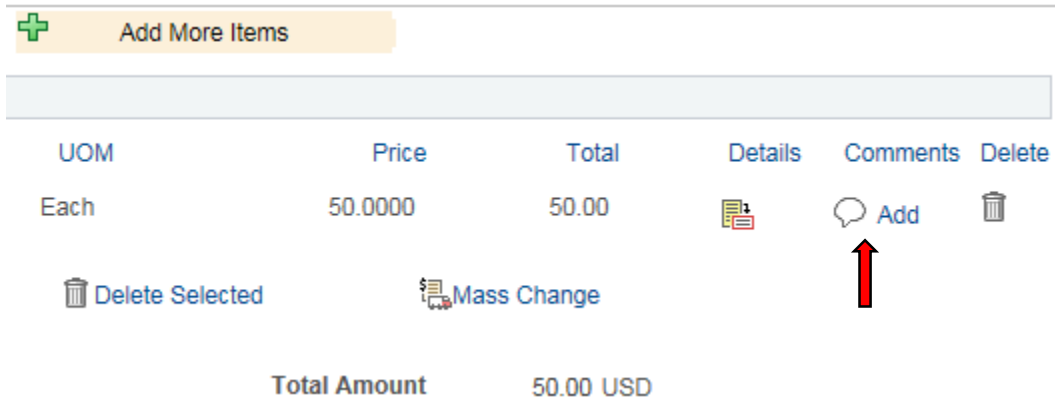 Add More Items
UOM Price Total Details Comments Delete
Each 50.0000 50.00 Add
Delete Selected Mass Change
Total Amount 50.00 USD